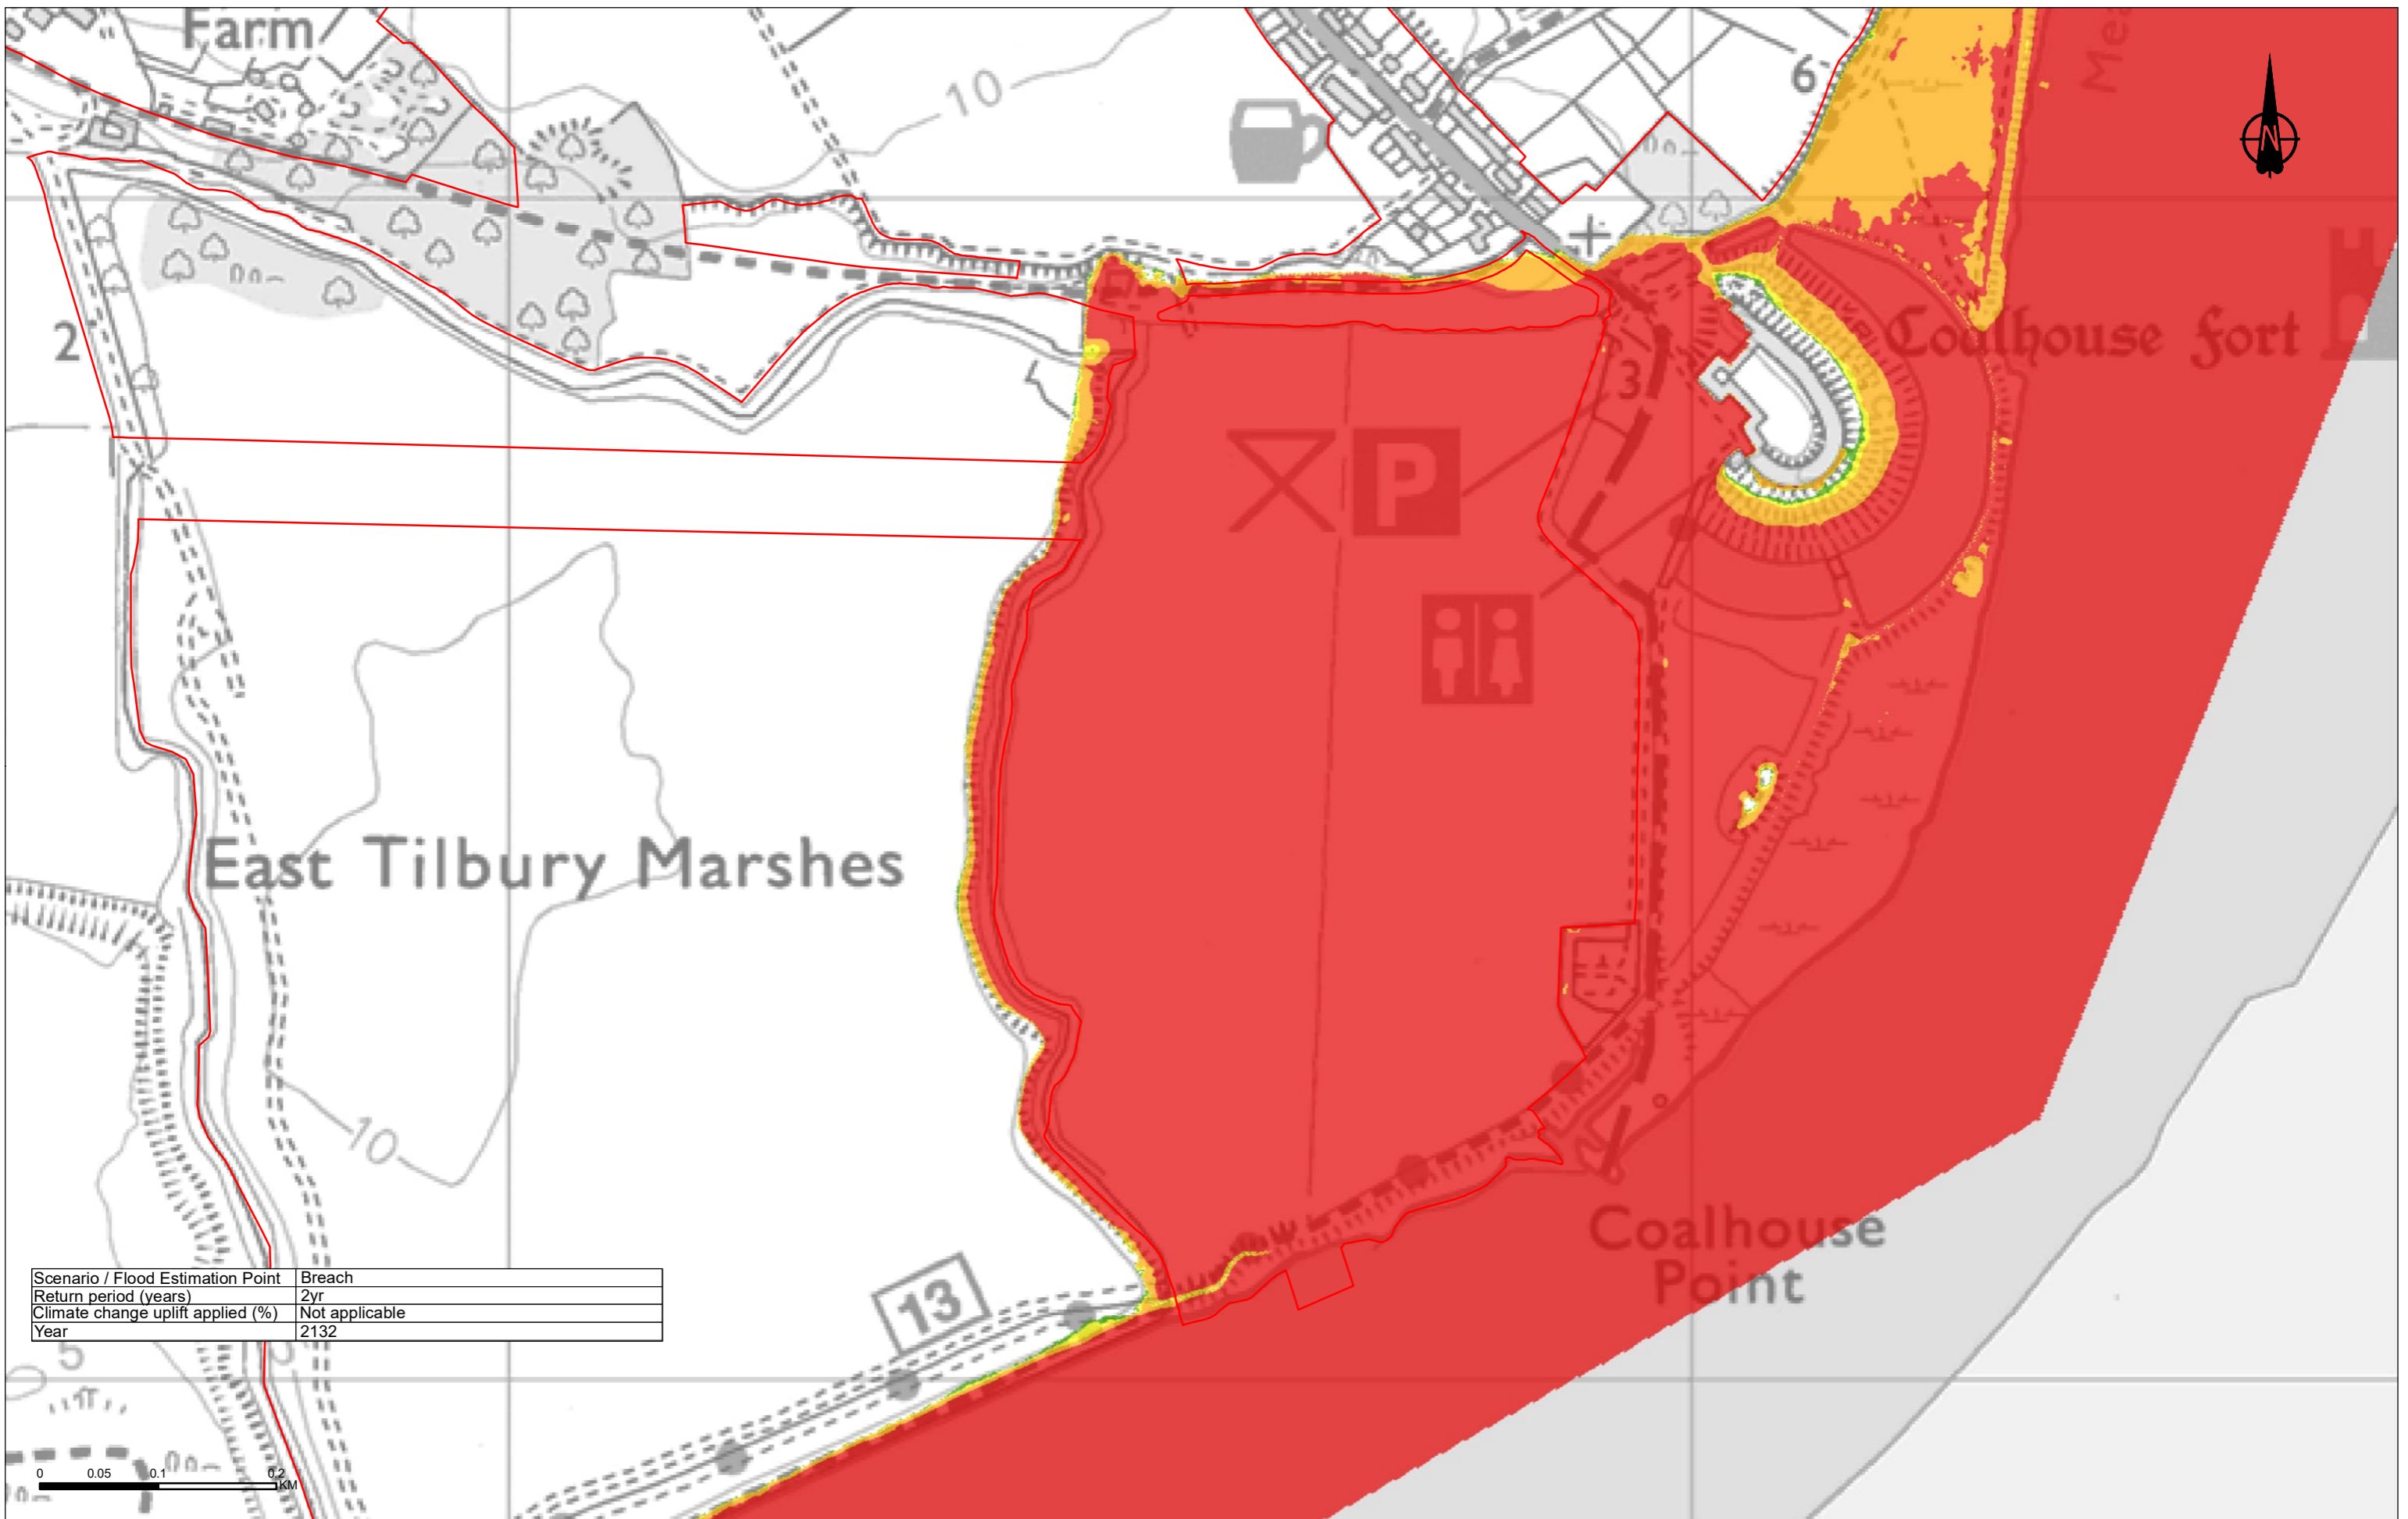 Farm
10
6
Mea
N
2
Coalhouse Fort
3
P
East Tilbury Marshes
10
Coalhouse
Point
13
Scenario / Flood Estimation Point Breach
Return period (years) 2yr
Climate change uplift applied (%) Not applicable
Year 2132
5
0 0.05 0.1 0.2
KM